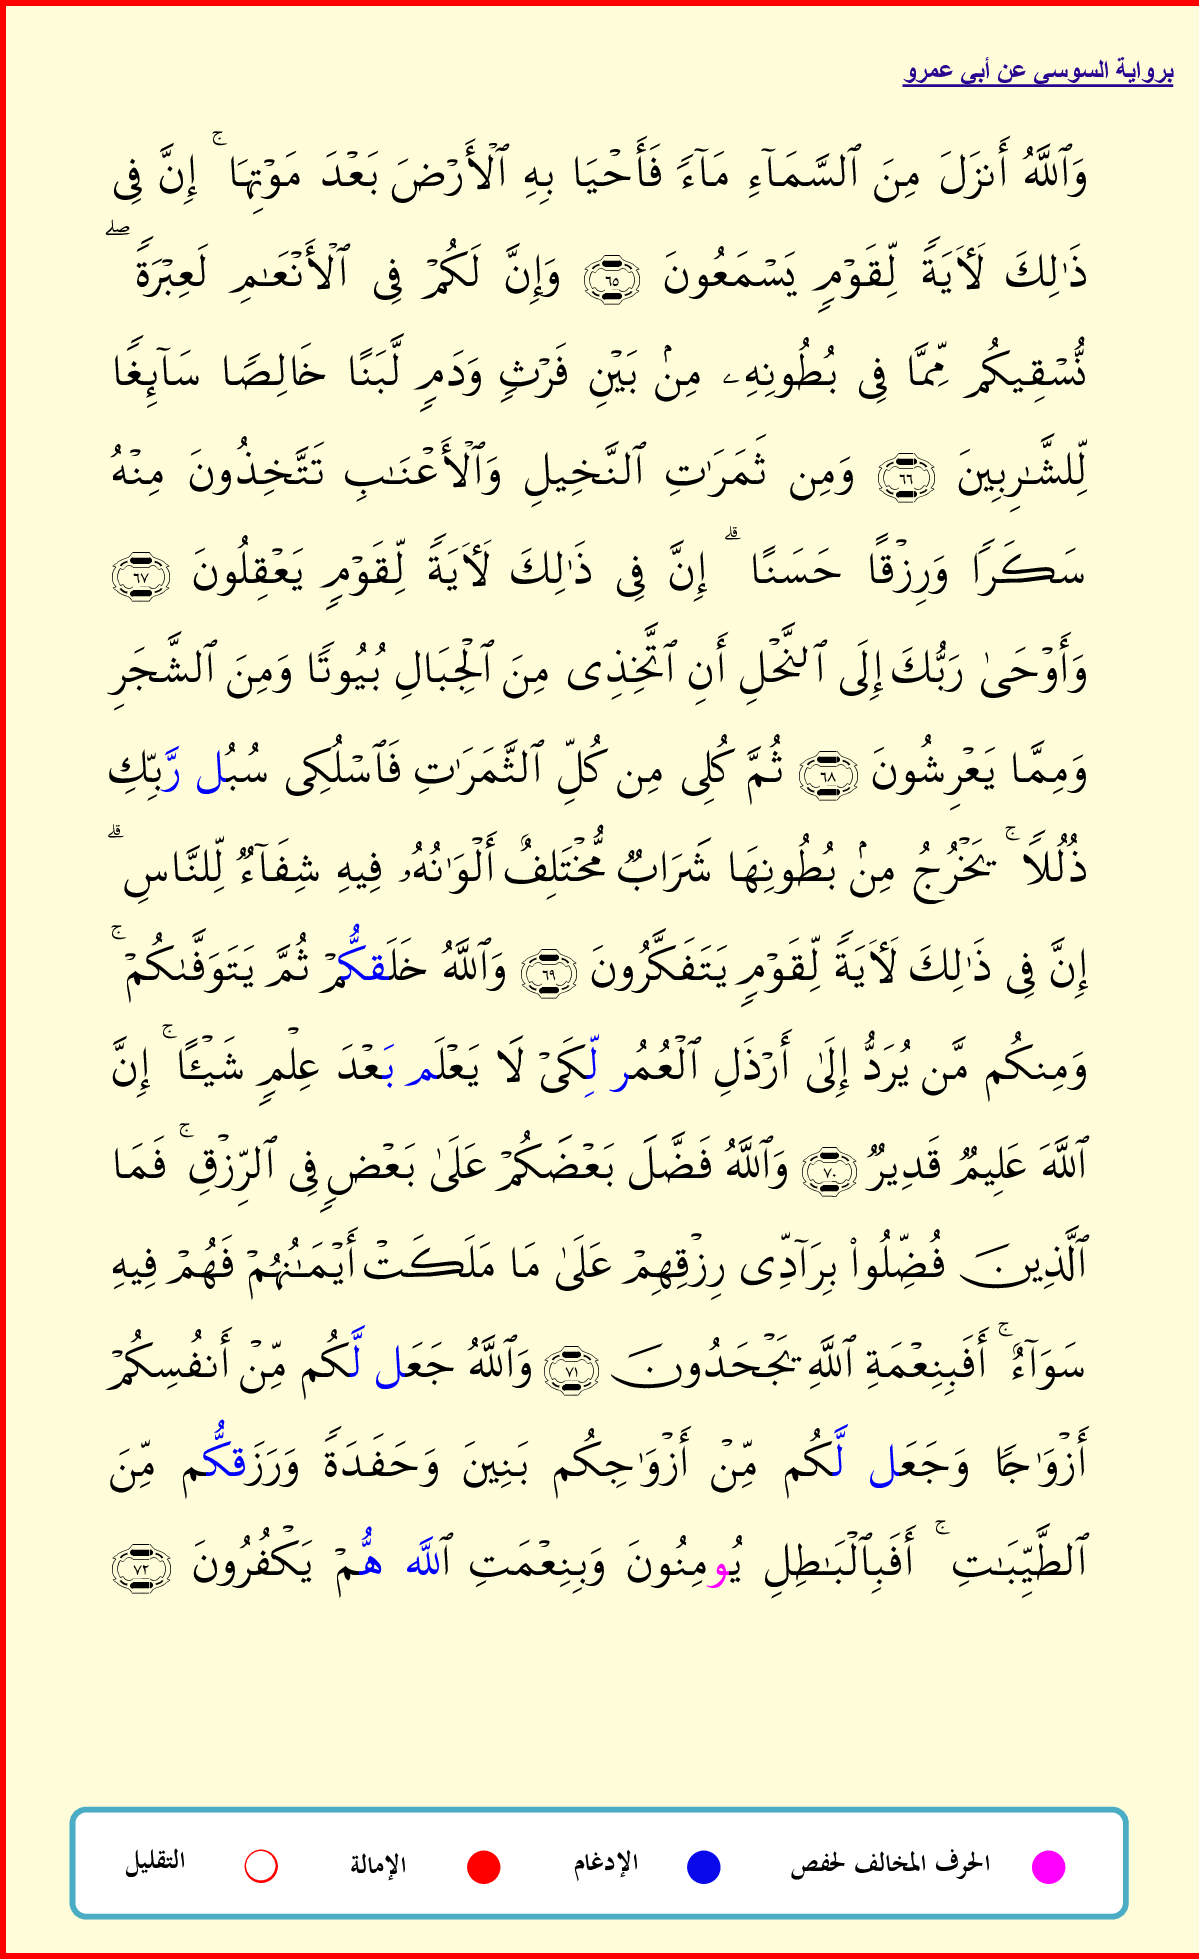 برواية السوسي عن أبي عمرو
وَٱللَّهُ أَنزَلَ مِنَ ٱلسَّمَآءِ مَآءً فَأَحْيَا بِهِ ٱلْأَرْضَ بَعْدَ مَوْتِهَا ۚ إِنَّ فِى
ذَٰلِكَ لَأٓيَةً لِّقَوْمٍ يَسْمَعُونَ ٦٥ وَإِنَّ لَكُمْ فِى ٱلْأَنْعَٰمِ لَعِبْرَةً ۖ
نُّسْقِيكُم مِّمَّا فِى بُطُونِهِۦ مِنۢ بَيْنِ فَرْثٍ وَدَمٍ لَّبَنًا خَالِصًا سَآئِغًا
لِّلشَّٰرِبِينَ ٦٦ وَمِن ثَمَرَٰتِ ٱلنَّخِيلِ وَٱلْأَعْنَٰبِ تَتَّخِذُونَ مِنْهُ
سَكَرًا وَرِزْقًا حَسَنًا ۗ إِنَّ فِى ذَٰلِكَ لَأٓيَةً لِّقَوْمٍ يَعْقِلُونَ ٦٧
وَأَوْحَىٰ رَبُّكَ إِلَى ٱلنَّحْلِ أَنِ ٱتَّخِذِى مِنَ ٱلْجِبَالِ بُيُوتًا وَمِنَ ٱلشَّجَرِ
وَمِمَّا يَعْرِشُونَ ٦٨ ثُمَّ كُلِى مِن كُلِّ ٱلثَّمَرَٰتِ فَٱسْلُكِى سُبُل رَّبِّكِ
ذُلُلًا ۚ يَخْرُجُ مِنۢ بُطُونِهَا شَرَابٌ مُّخْتَلِفٌ أَلْوَٰنُهُۥ فِيهِ شِفَآءٌ لِّلنَّاسِ ۗ
إِنَّ فِى ذَٰلِكَ لَأٓيَةً لِّقَوْمٍ يَتَفَكَّرُونَ ٦٩ وَٱللَّهُ خَلَقكُّمْ ثُمَّ يَتَوَفَّىٰكُمْ ۚ
وَمِنكُم مَّن يُرَدُّ إِلَىٰ أَرْذَلِ ٱلْعُمُر لِّكَىْ لَا يَعْلَم بَعْدَ عِلْمٍ شَيْـًٔا ۚ إِنَّ
ٱللَّهَ عَلِيمٌ قَدِيرٌ ٧٠ وَٱللَّهُ فَضَّلَ بَعْضَكُمْ عَلَىٰ بَعْضٍ فِى ٱلرِّزْقِ ۚ فَمَا
ٱلَّذِينَ فُضِّلُوا۟ بِرَآدِّى رِزْقِهِمْ عَلَىٰ مَا مَلَكَتْ أَيْمَٰنُهُمْ فَهُمْ فِيهِ
سَوَآءٌ ۚ أَفَبِنِعْمَةِ ٱللَّهِ يَجْحَدُونَ ٧١ وَٱللَّهُ جَعَل لَّكُم مِّنْ أَنفُسِكُمْ
أَزْوَٰجًا وَجَعَل لَّكُم مِّنْ أَزْوَٰجِكُم بَنِينَ وَحَفَدَةً وَرَزَقكُّم مِّنَ
ٱلطَّيِّبَٰتِ ۚ أَفَبِٱلْبَٰطِلِ يُومِنُونَ وَبِنِعْمَتِ ٱللَّه هُّمْ يَكْفُرُونَ ٧٢
الحرف المخالف لحفص الإدغام الإمالة التقليل